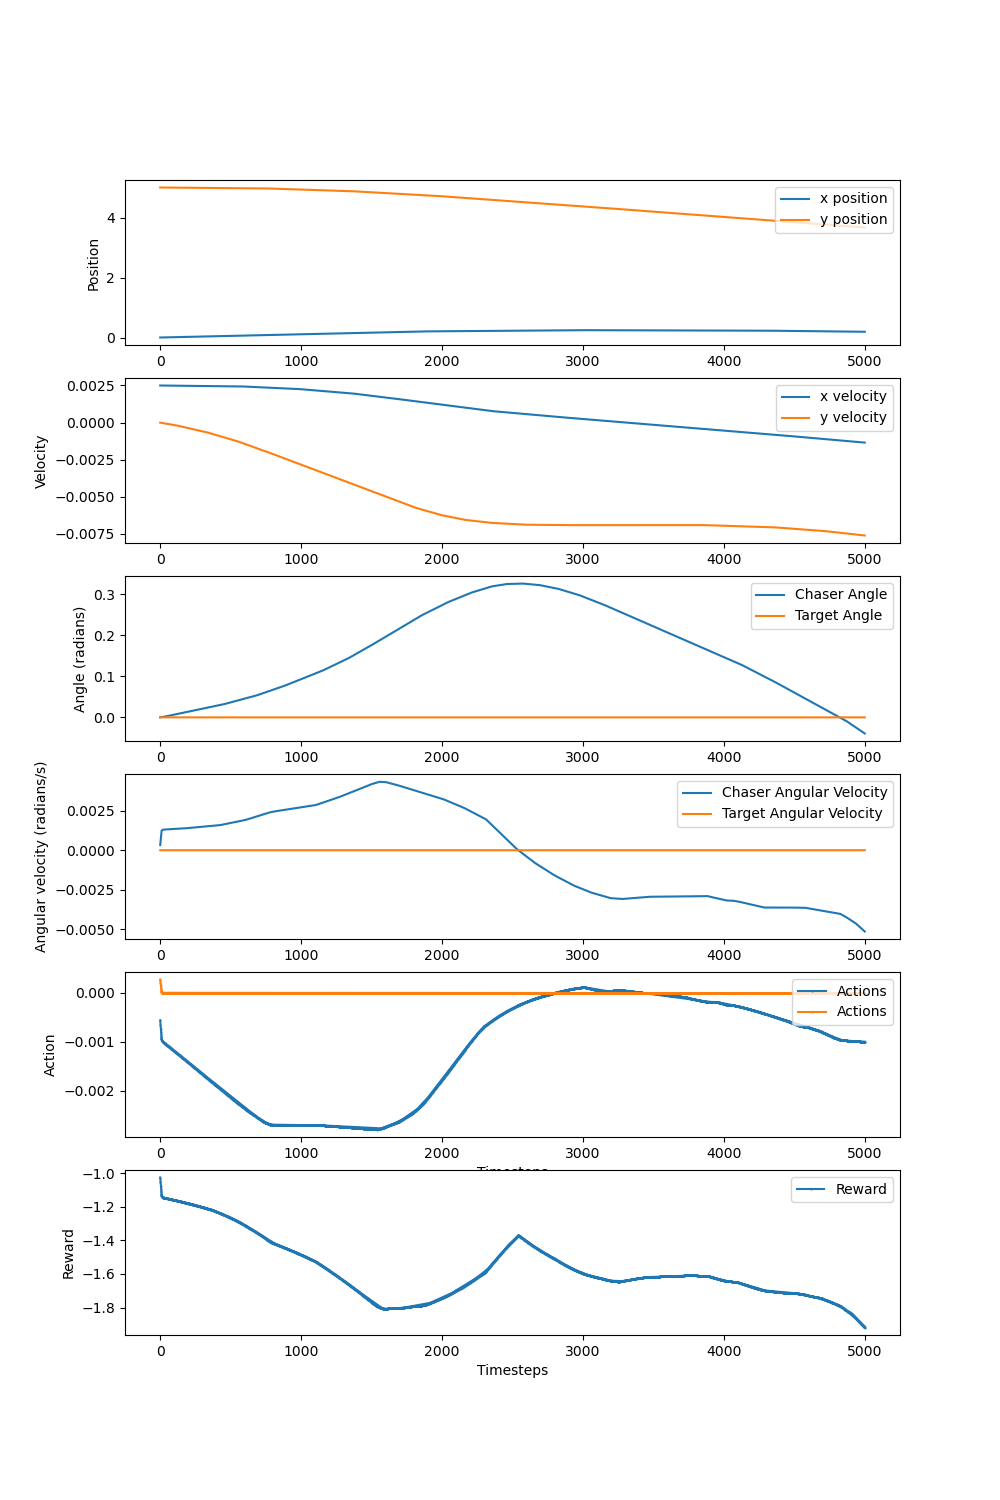 x position
y position
4
2
0
Position
0 1000 2000 3000 4000 5000
x velocity
y velocity
0.0025
0.0000
−0.0025
−0.0050
−0.0075
Velocity
0 1000 2000 3000 4000 5000
Chaser Angle
Target Angle
0.3
0.2
0.1
0.0
Angle (radians)
0 1000 2000 3000 4000 5000
Chaser Angular Velocity
Target Angular Velocity
0.0025
0.0000
−0.0025
−0.0050
Angular velocity (radians/s)
0 1000 2000 3000 4000 5000
Actions
Actions
0.000
−0.001
−0.002
Action
0 1000 2000 3000 4000 5000
Timesteps
Reward
−1.0
−1.2
−1.4
−1.6
−1.8
Reward
0 1000 2000 3000 4000 5000
Timesteps